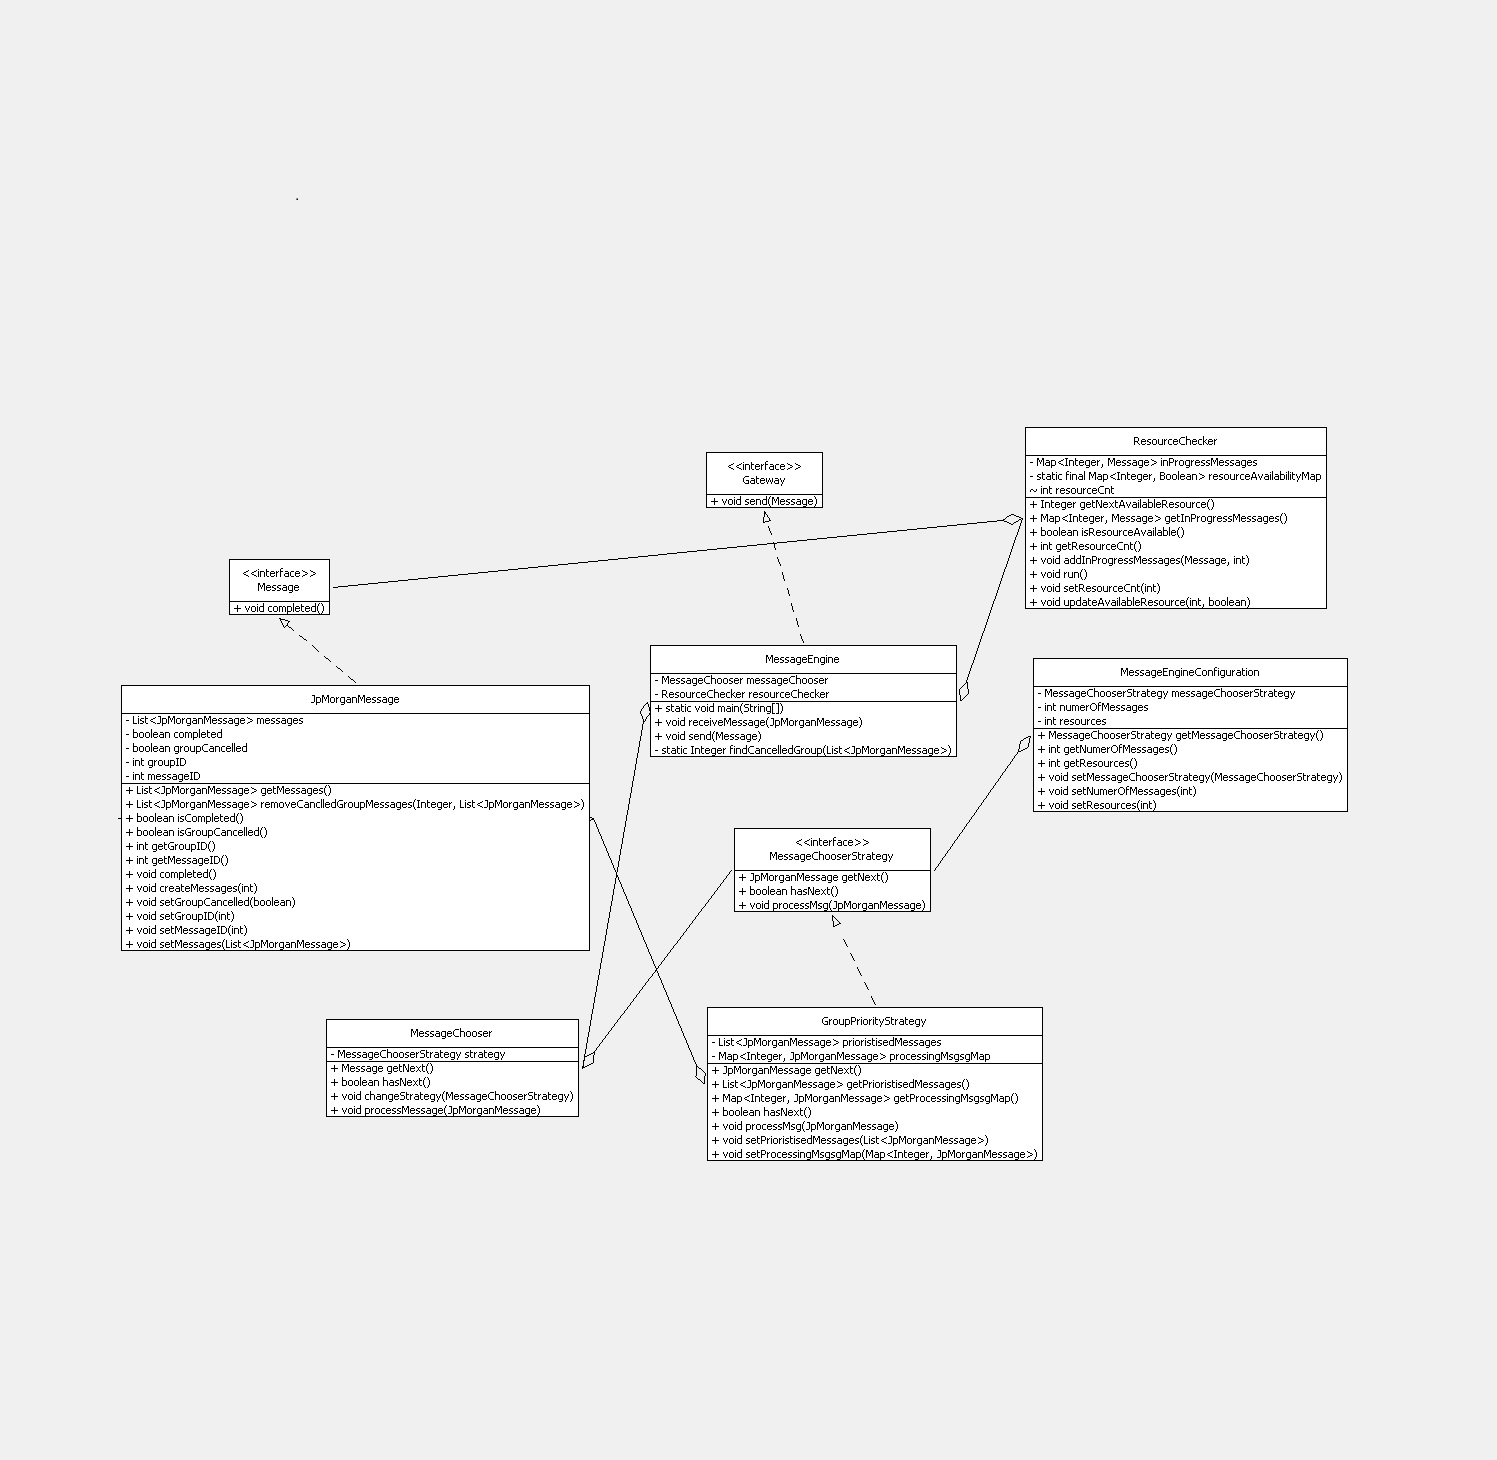 ResourceChecker
- Map<Integer, Message> inProgressMessages
- static final Map<Integer, Boolean> resourceAvailabilityMap
~ int resourceCnt
+ Integer getNextAvailableResource()
+ Map<Integer, Message> getInProgressMessages()
+ boolean isResourceAvailable()
+ int getResourceCnt()
+ void addInProgressMessages(Message, int)
+ void run()
+ void setResourceCnt(int)
+ void updateAvailableResource(int, boolean)
<<interface>>
Gateway
+ void send(Message)
<<interface>>
Message
+ void completed()
MessageEngine
- MessageChooser messageChooser
- ResourceChecker resourceChecker
+ static void main(String[])
+ void receiveMessage(JpMorganMessage)
+ void send(Message)
- static Integer findCancelledGroup(List<JpMorganMessage>)
MessageEngineConfiguration
- MessageChooserStrategy messageChooserStrategy
- int numerOfMessages
- int resources
+ MessageChooserStrategy getMessageChooserStrategy()
+ int getNumerOfMessages()
+ int getResources()
+ void setMessageChooserStrategy(MessageChooserStrategy)
+ void setNumerOfMessages(int)
+ void setResources(int)
JpMorganMessage
- List<JpMorganMessage> messages
- boolean completed
- boolean groupCancelled
- int groupID
- int messageID
+ List<JpMorganMessage> getMessages()
+ List<JpMorganMessage> removeCanclledGroupMessages(Integer, List<JpMorganMessage>)
+ boolean isCompleted()
+ boolean isGroupCancelled()
+ int getGroupID()
+ int getMessageID()
+ void completed()
+ void createMessages(int)
+ void setGroupCancelled(boolean)
+ void setGroupID(int)
+ void setMessageID(int)
+ void setMessages(List<JpMorganMessage>)
<<interface>>
MessageChooserStrategy
+ JpMorganMessage getNext()
+ boolean hasNext()
+ void processMsg(JpMorganMessage)
MessageChooser
- MessageChooserStrategy strategy
+ Message getNext()
+ boolean hasNext()
+ void changeStrategy(MessageChooserStrategy)
+ void processMessage(JpMorganMessage)
GroupPriorityStrategy
- List<JpMorganMessage> prioristisedMessages
- Map<Integer, JpMorganMessage> processingMsgsgMap
+ JpMorganMessage getNext()
+ List<JpMorganMessage> getPrioristisedMessages()
+ Map<Integer, JpMorganMessage> getProcessingMsgsgMap()
+ boolean hasNext()
+ void processMsg(JpMorganMessage)
+ void setPrioristisedMessages(List<JpMorganMessage>)
+ void setProcessingMsgsgMap(Map<Integer, JpMorganMessage>)